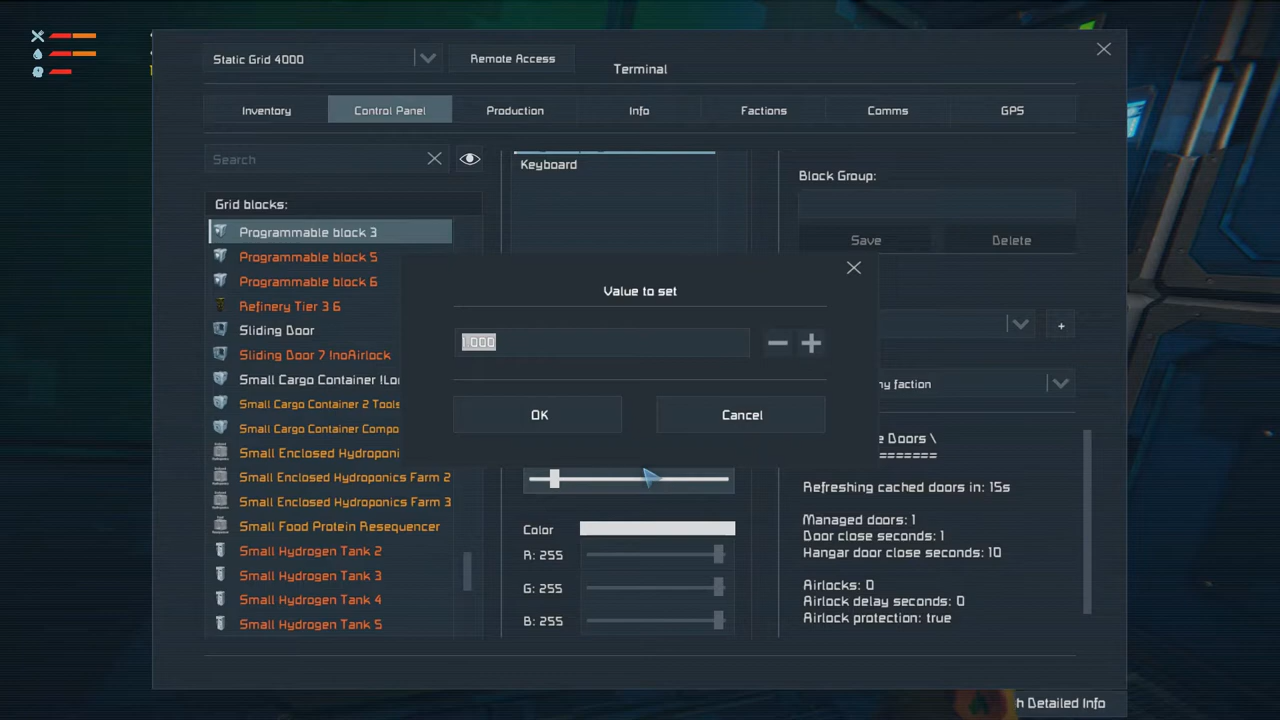 Static Grid 4000
Remote Access
Terminal
Inventory
Control Panel
Production
Info
Factions
Comms
GPS
Search
Grid blocks:
Programmable block 3
Programmable block 5
Programmable block 6
Refinery Tier 3 6
Sliding Door
Sliding Door 7 !noAirlock
Small Cargo Container !Lo
Small Cargo Container 2 Tools
Small Cargo Container Compo
Small Enclosed Hydroponi
Small Enclosed Hydroponics Farm 2
Small Enclosed Hydroponics Farm 3
Small Food Protein Resequencer
Small Hydrogen Tank 2
Small Hydrogen Tank 3
Small Hydrogen Tank 4
Small Hydrogen Tank 5
Keyboard
Value to set
1.000
OK
Cancel
Color
R: 255
G: 255
B: 255
Block Group:
Save
Delete
+
ny faction
e Doors \
=======
Refreshing cached doors in: 15s
Managed doors: 1
Door close seconds: 1
Hangar door close seconds: 10
Airlocks: 0
Airlock delay seconds: 0
Airlock protection: true
h Detailed Info